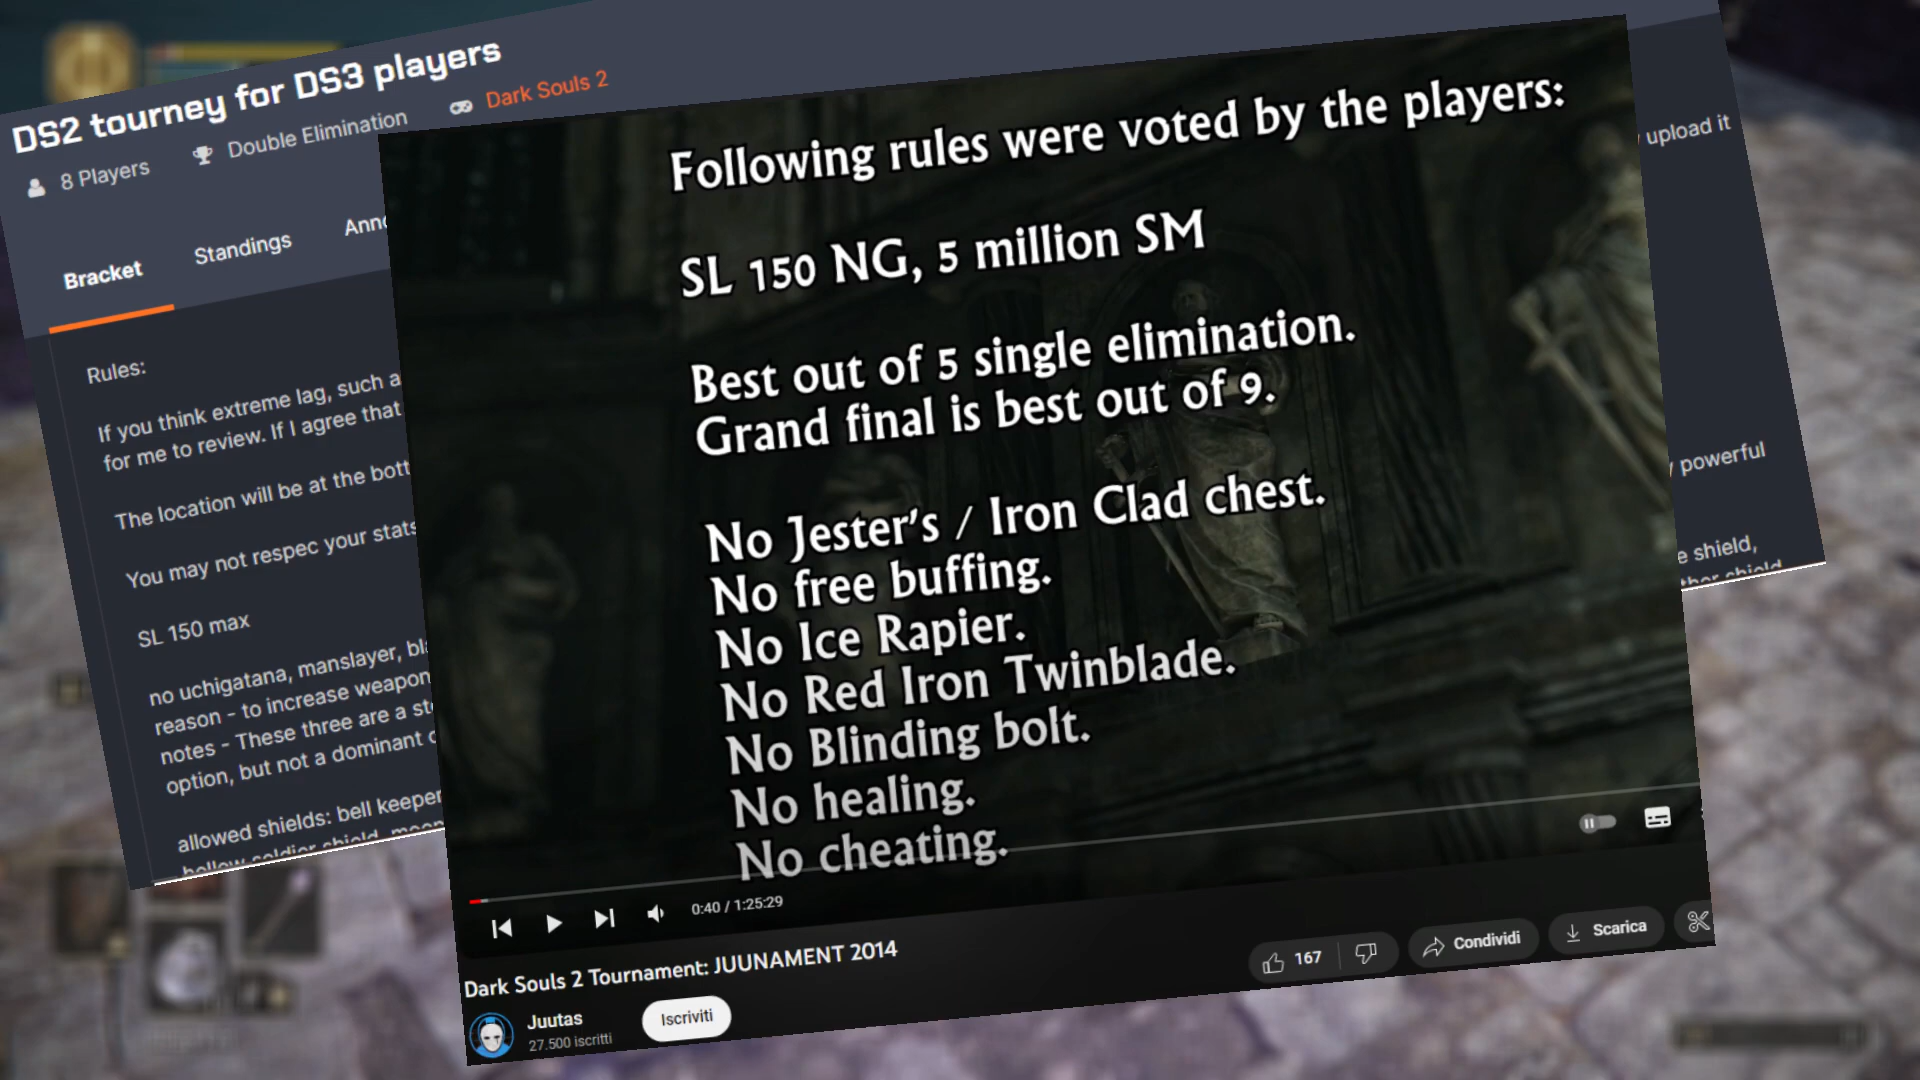 DS2 tourney for DS3 players
8 Players
Double Elimination
Dark Souls 2
Bracket
Standings
Rules:
If you think extreme lag, such a
for me to review. If I agree that
The location will be at the bott
You may not respec your stats
SL 150 max
no uchigatana, manslayer, bl
reason - to increase weapon
notes - These three are a st
option, but not a dominant
allowed shields: bell keeper
hollow soldier shield,
upload it
powerful
e shield,
ther shield
Following rules were voted by the players:
SL 150 NG, 5 million SM
Best out of 5 single elimination.
Grand final is best out of 9.
No Jester's / Iron Clad chest.
No free buffing.
No Ice Rapier.
No Red Iron Twinblade.
No Blinding bolt.
No healing.
No cheating.
0:40 / 1:25:29
Dark Souls 2 Tournament: JUUNAMENT 2014
Juutas
27.500 iscritti
Iscriviti
167
Condividi
Scarica